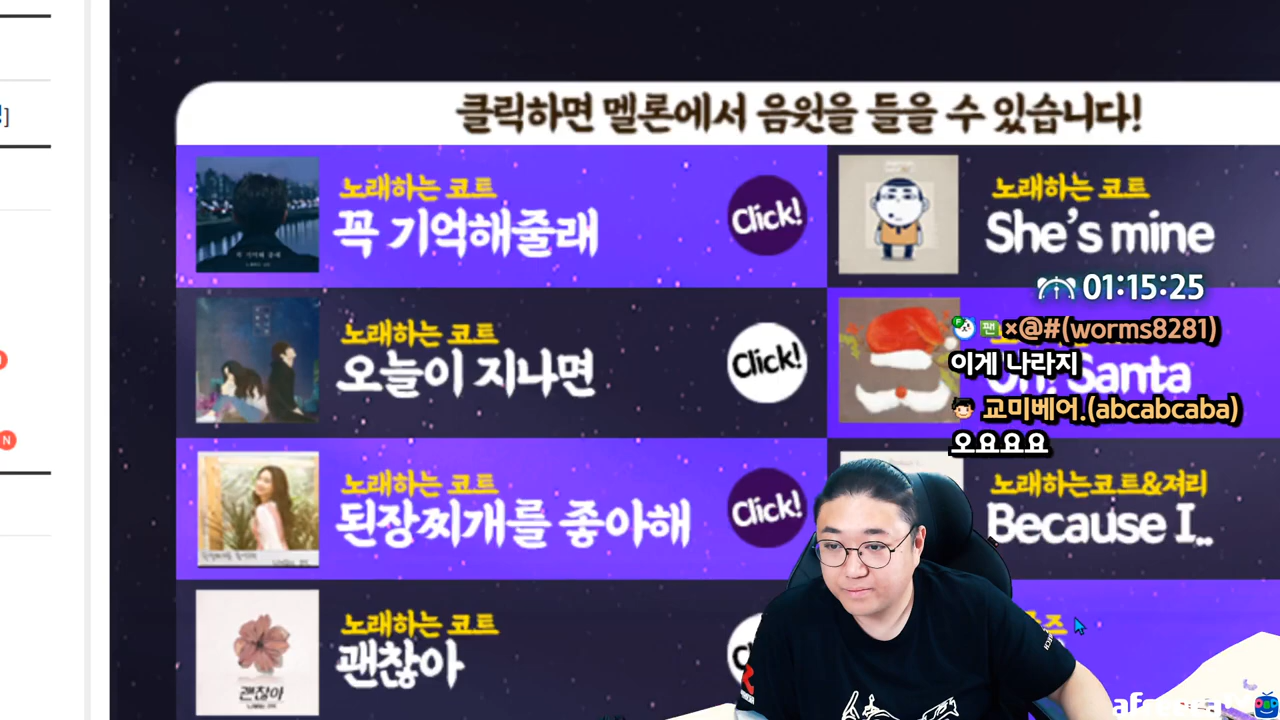 클릭하면 멜론에서 음원을 들을 수 있습니다!
노래하는 코트
꼭 기억해줄래
Click!
노래하는 코트
She's mine
01:15:25
노래하는 코트
오늘이 지나면
Click!
Oh! Santa
팬 x@#(worms8281)
이게 나라지
교미베어.(abcabcaba)
오요요요
노래하는 코트
된장찌개를 좋아해
Click!
노래하는코트&져리
Because I..
노래하는 코트
괜찮아
괜찮아
N